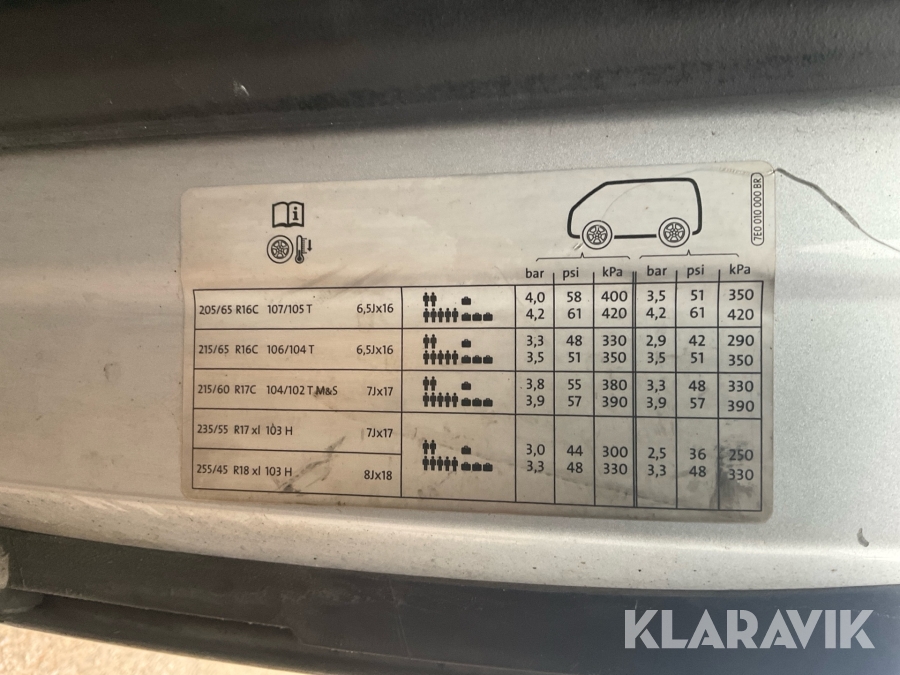 7E0 010 000 BR
i
bar psi kPa bar psi kPa
205/65 R16C 107/105 T 6,5Jx16 4,0 58 400 3,5 51 350
4,2 61 420 4,2 61 420
215/65 R16C 106/104 T 6,5Jx16 3,3 48 330 2,9 42 290
3,5 51 350 3,5 51 350
215/60 R17C 104/102 T M&S 7Jx17 3,8 55 380 3,3 48 330
3,9 57 390 3,9 57 390
235/55 R17 xl 103 H 7Jx17
3,0 44 300 2,5 36 250
255/45 R18 xl 103 H 8Jx18 3,3 48 330 3,3 48 330
KLARAVIK